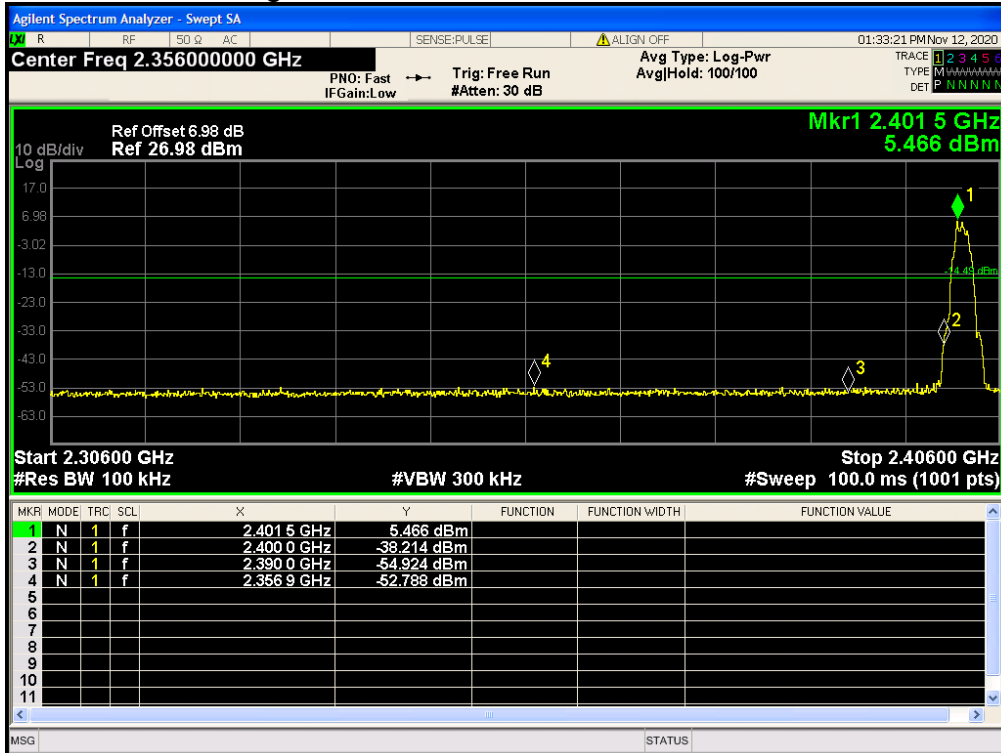 Agilent Spectrum Analyzer - Swept SA
LXI R RF 50 Ω AC SENSE:PULSE ALIGN OFF 01:33:21 PM Nov 12, 2020
Center Freq 2.356000000 GHz
PNO: Fast Trig: Free Run Avg Type: Log-Pwr TRACE 1 2 3 4 5 6
IFGain:Low #Atten: 30 dB Avg|Hold: 100/100 TYPE M
DET P N N N N N
Mkr1 2.401 5 GHz
5.466 dBm
Ref Offset 6.98 dB
10 dB/div Ref 26.98 dBm
Log
17.0
6.98
-3.02
-13.0
-23.0
-33.0
-43.0
-53.0
-63.0
1
-14.49 dBm
2
4
3
Start 2.30600 GHz Stop 2.40600 GHz
#Res BW 100 kHz #VBW 300 kHz #Sweep 100.0 ms (1001 pts)
MKR MODE TRC SCL X Y FUNCTION FUNCTION WIDTH FUNCTION VALUE
1 N 1 f 2.401 5 GHz 5.466 dBm
2 N 1 f 2.400 0 GHz -38.214 dBm
3 N 1 f 2.390 0 GHz -54.924 dBm
4 N 1 f 2.356 9 GHz -52.788 dBm
5
6
7
8
9
10
11
MSG STATUS